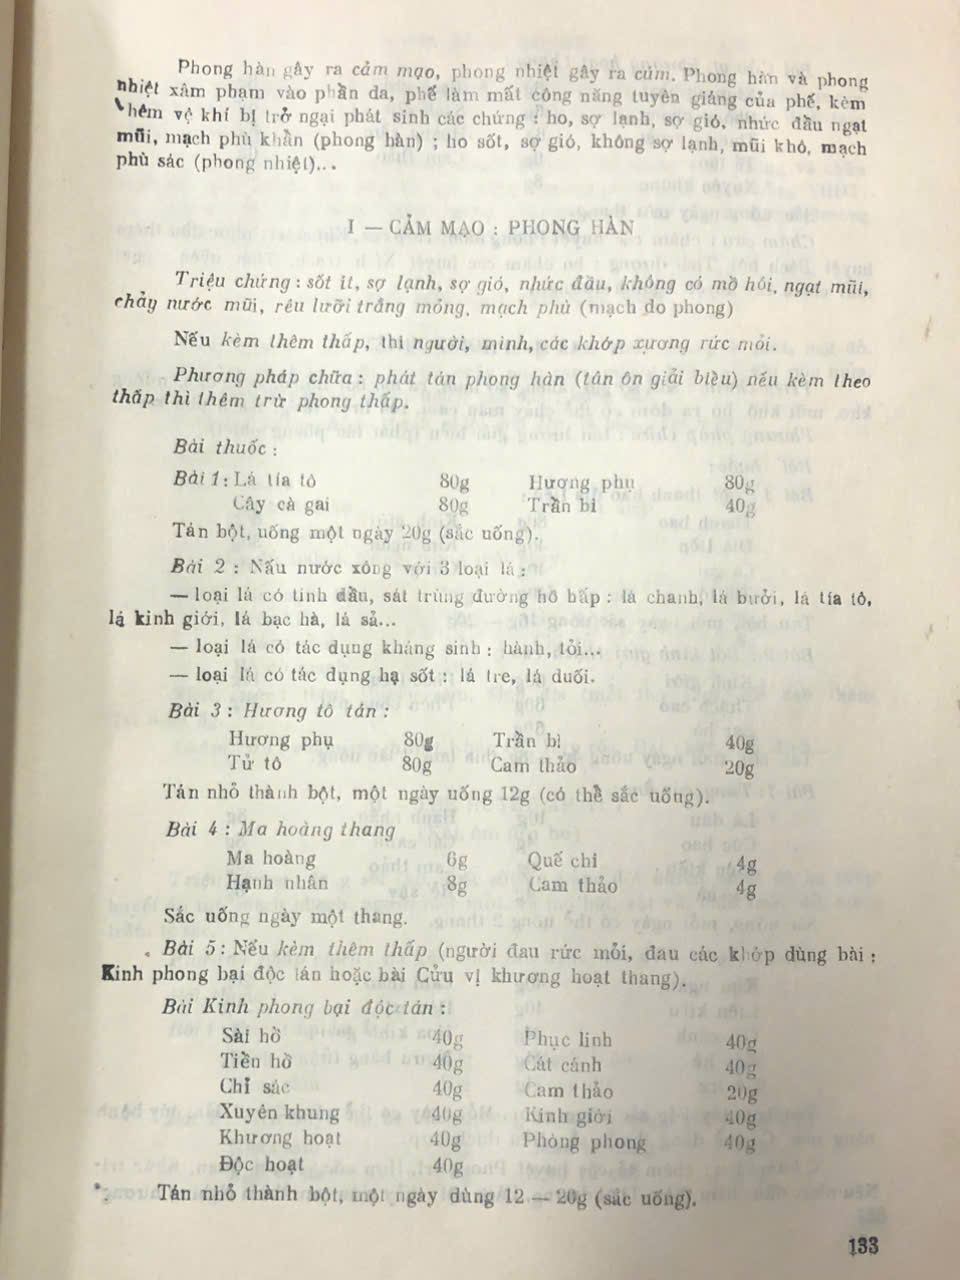 Phong hàn gây ra cảm mạo, phong nhiệt gây ra cúm. Phong hàn và phong
nhiệt xâm phạm vào phần da, phế làm mất công năng tuyên giáng của phế, kèm
thêm vệ khí bị trở ngại phát sinh các chứng : ho, sợ lạnh, sợ gió, nhức đầu ngạt
mũi, mạch phù khẩn (phong hàn) ; ho sốt, sợ gió, không sợ lạnh, mũi khô, mạch
phù sác (phong nhiệt)...
I — CẢM MẠO : PHONG HÀN
Triệu chứng : sốt ít, sợ lạnh, sợ gió, nhức đầu, không có mồ hôi, ngạt mũi,
chảy nước mũi, rêu lưỡi trắng mỏng, mạch phù (mạch do phong)
Nếu kèm thêm thấp, thì người, mình, các khớp xương rức mỏi.
Phương pháp chữa : phát tán phong hàn (tân ôn giải biểu) nếu kèm theo
thấp thì thêm trừ phong thấp.
Bài thuốc :
Bài 1 : Lá tía tô 80g Hương phụ 80g
Cây cà gai 80g Trần bì 40g
Tán bột, uống một ngày 20g (sắc uống).
Bài 2 : Nấu nước xông với 3 loại lá :
— loại lá có tinh dầu, sát trùng đường hô hấp : lá chanh, lá bưởi, lá tía tô,
lá kinh giới, lá bạc hà, lá sả...
— loại lá có tác dụng kháng sinh : hành, tỏi...
— loại lá có tác dụng hạ sốt : lá tre, lá duối.
Bài 3 : Hương tô tán :
Hương phụ 80g Trần bì 40g
Tử tô 80g Cam thảo 20g
Tán nhỏ thành bột, một ngày uống 12g (có thể sắc uống).
Bài 4 : Ma hoàng thang
Ma hoàng 6g Quế chi 4g
Hạnh nhân 8g Cam thảo 4g
Sắc uống ngày một thang.
Bài 5 : Nếu kèm thêm thấp (người đau rức mỏi, đau các khớp dùng bài :
Kinh phong bại độc tán hoặc bài Cửu vị khương hoạt thang).
Bài Kinh phong bại độc tán :
Sài hồ 40g Phục linh 40g
Tiền hồ 40g Cát cánh 40g
Chỉ sác 40g Cam thảo 20g
Xuyên khung 40g Kinh giới 40g
Khương hoạt 40g Phòng phong 40g
Độc hoạt 40g
Tán nhỏ thành bột, một ngày dùng 12 — 20g (sắc uống).
133